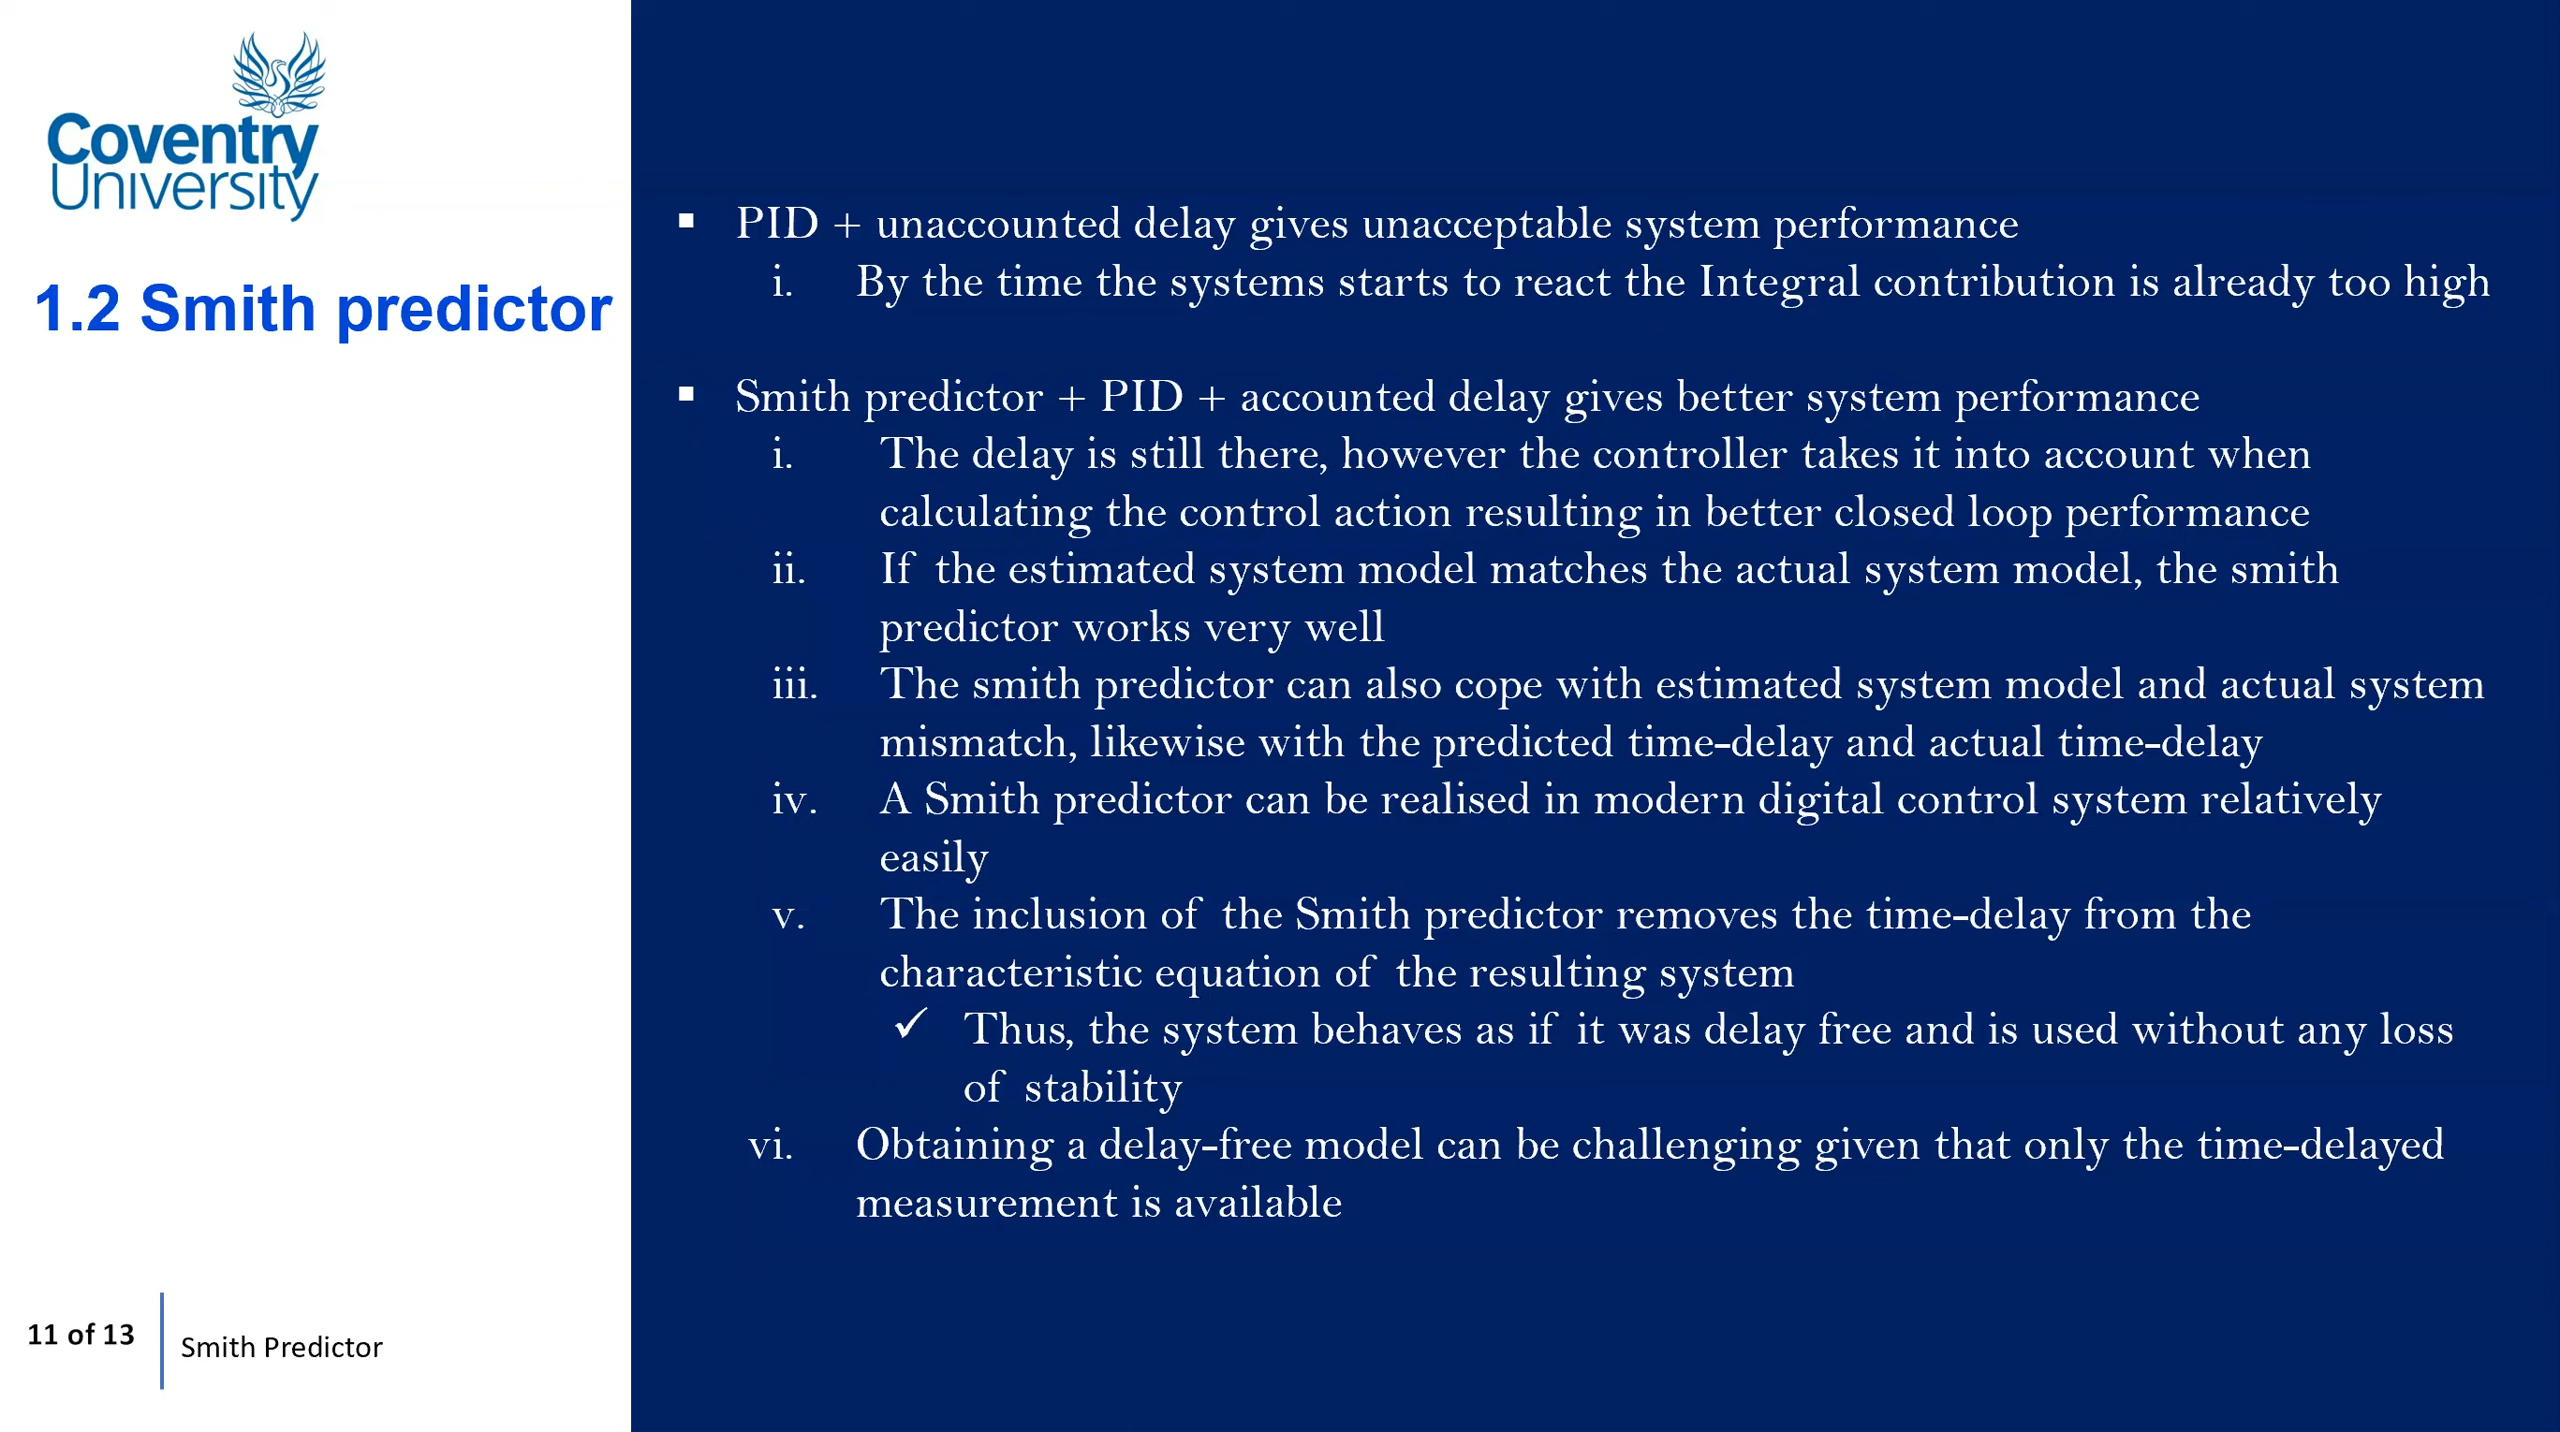 Coventry
University
1.2 Smith predictor
▪ PID + unaccounted delay gives unacceptable system performance
i. By the time the systems starts to react the Integral contribution is already too high
▪ Smith predictor + PID + accounted delay gives better system performance
i. The delay is still there, however the controller takes it into account when
calculating the control action resulting in better closed loop performance
ii. If the estimated system model matches the actual system model, the smith
predictor works very well
iii. The smith predictor can also cope with estimated system model and actual system
mismatch, likewise with the predicted time-delay and actual time-delay
iv. A Smith predictor can be realised in modern digital control system relatively
easily
v. The inclusion of the Smith predictor removes the time-delay from the
characteristic equation of the resulting system
✓ Thus, the system behaves as if it was delay free and is used without any loss
of stability
vi. Obtaining a delay-free model can be challenging given that only the time-delayed
measurement is available
11 of 13
Smith Predictor